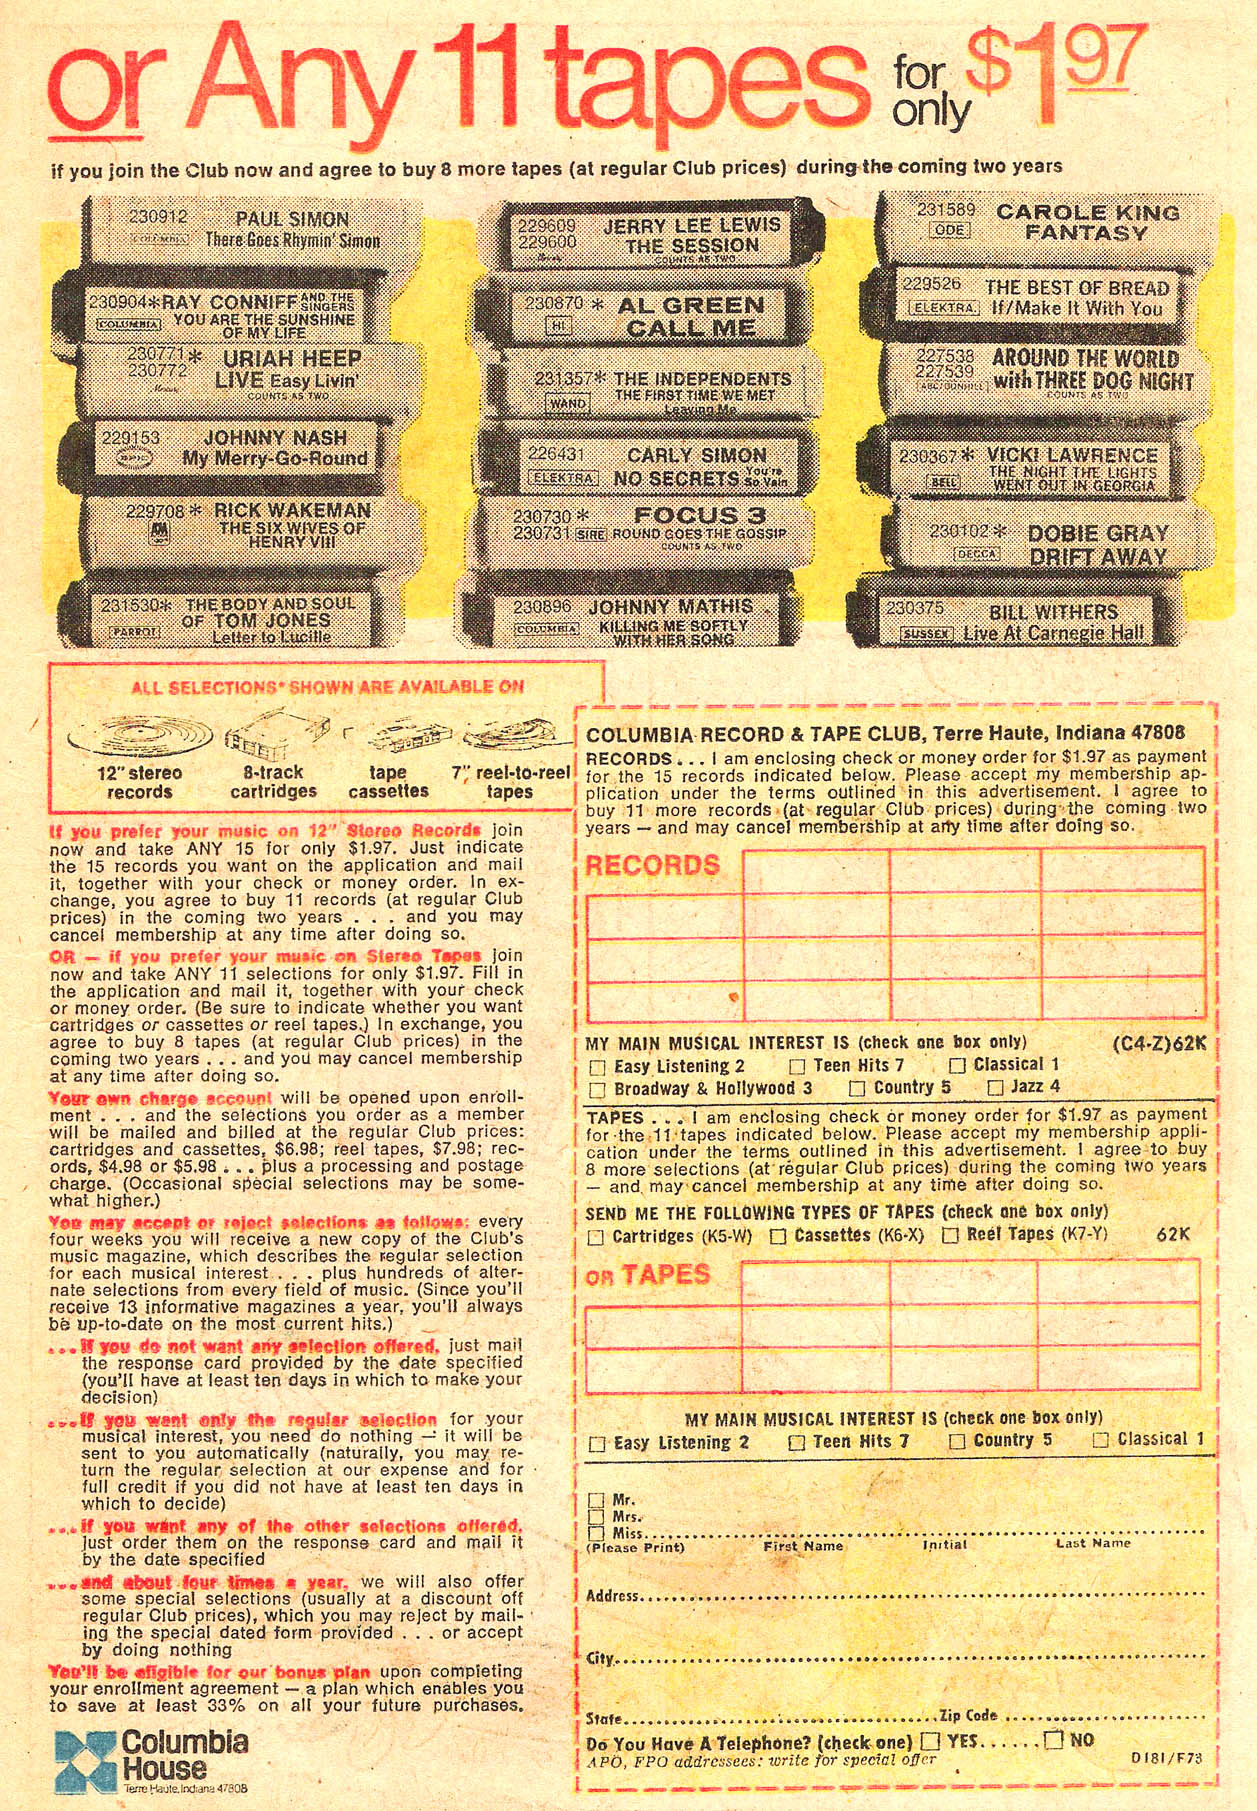 or Any 11 tapes for only $1.97
if you join the Club now and agree to buy 8 more tapes (at regular Club prices) during the coming two years
230912 PAUL SIMON
COLUMBIA There Goes Rhymin' Simon
230904* RAY CONNIFF AND THE SINGERS
COLUMBIA YOU ARE THE SUNSHINE
OF MY LIFE
230771* URIAH HEEP
230772 LIVE Easy Livin'
Mercury COUNTS AS TWO
229153 JOHNNY NASH
EPIC My Merry-Go-Round
229708* RICK WAKEMAN
A&M THE SIX WIVES OF
HENRY VIII
231530* THE BODY AND SOUL
OF TOM JONES
PARROT Letter to Lucille
229609 JERRY LEE LEWIS
229600 THE SESSION
Mercury COUNTS AS TWO
230870 * AL GREEN
HI CALL ME
231357* THE INDEPENDENTS
WAND THE FIRST TIME WE MET
Leaving Me
226431 CARLY SIMON
ELEKTRA NO SECRETS You're So Vain
230730 * FOCUS 3
230731 SIRE ROUND GOES THE GOSSIP
COUNTS AS TWO
230896 JOHNNY MATHIS
COLUMBIA KILLING ME SOFTLY
WITH HER SONG
231589 CAROLE KING
ODE FANTASY
229526 THE BEST OF BREAD
ELEKTRA If/Make It With You
227538 AROUND THE WORLD
227539 with THREE DOG NIGHT
ABC/DUNHILL COUNTS AS TWO
230367* VICKI LAWRENCE
THE NIGHT THE LIGHTS
BELL WENT OUT IN GEORGIA
230102* DOBIE GRAY
DECCA DRIFT AWAY
230375 BILL WITHERS
SUSSEX Live At Carnegie Hall
ALL SELECTIONS* SHOWN ARE AVAILABLE ON
12" stereo records
8-track cartridges
tape cassettes
7" reel-to-reel tapes
If you prefer your music on 12" Stereo Records join
now and take ANY 15 for only $1.97. Just indicate
the 15 records you want on the application and mail
it, together with your check or money order. In ex-
change, you agree to buy 11 records (at regular Club
prices) in the coming two years . . . and you may
cancel membership at any time after doing so.
OR — if you prefer your music on Stereo Tapes join
now and take ANY 11 selections for only $1.97. Fill in
the application and mail it, together with your check
or money order. (Be sure to indicate whether you want
cartridges or cassettes or reel tapes.) In exchange, you
agree to buy 8 tapes (at regular Club prices) in the
coming two years . . . and you may cancel membership
at any time after doing so.
Your own charge account will be opened upon enroll-
ment . . . and the selections you order as a member
will be mailed and billed at the regular Club prices:
cartridges and cassettes, $6.98; reel tapes, $7.98; rec-
ords, $4.98 or $5.98 . . . plus a processing and postage
charge. (Occasional special selections may be some-
what higher.)
You may accept or reject selections as follows: every
four weeks you will receive a new copy of the Club's
music magazine, which describes the regular selection
for each musical interest . . . plus hundreds of alter-
nate selections from every field of music. (Since you'll
receive 13 informative magazines a year, you'll always
be up-to-date on the most current hits.)
...if you do not want any selection offered, just mail
the response card provided by the date specified
(you'll have at least ten days in which to make your
decision)
...if you want only the regular selection for your
musical interest, you need do nothing — it will be
sent to you automatically (naturally, you may re-
turn the regular selection at our expense and for
full credit if you did not have at least ten days in
which to decide)
...if you want any of the other selections offered,
just order them on the response card and mail it
by the date specified
...and about four times a year, we will also offer
some special selections (usually at a discount off
regular Club prices), which you may reject by mail-
ing the special dated form provided . . . or accept
by doing nothing
You'll be eligible for our bonus plan upon completing
your enrollment agreement — a plan which enables you
to save at least 33% on all your future purchases.
Columbia
House
Terre Haute, Indiana 47808
COLUMBIA RECORD & TAPE CLUB, Terre Haute, Indiana 47808
RECORDS... I am enclosing check or money order for $1.97 as payment
for the 15 records indicated below. Please accept my membership ap-
plication under the terms outlined in this advertisement. I agree to
buy 11 more records (at regular Club prices) during the coming two
years — and may cancel membership at any time after doing so.
RECORDS
MY MAIN MUSICAL INTEREST IS (check one box only) (C4-Z)62K
Easy Listening 2 Teen Hits 7 Classical 1
Broadway & Hollywood 3 Country 5 Jazz 4
TAPES ... I am enclosing check or money order for $1.97 as payment
for the 11 tapes indicated below. Please accept my membership appli-
cation under the terms outlined in this advertisement. I agree to buy
8 more selections (at regular Club prices) during the coming two years
— and may cancel membership at any time after doing so.
SEND ME THE FOLLOWING TYPES OF TAPES (check one box only)
Cartridges (K5-W) Cassettes (K6-X) Reel Tapes (K7-Y) 62K
OR TAPES
MY MAIN MUSICAL INTEREST IS (check one box only)
Easy Listening 2 Teen Hits 7 Country 5 Classical 1
Mr.
Mrs.
Miss
(Please Print) First Name Initial Last Name
Address
City
State Zip Code
Do You Have A Telephone? (check one) YES...... NO
APO, FPO addressees: write for special offer D181/F73